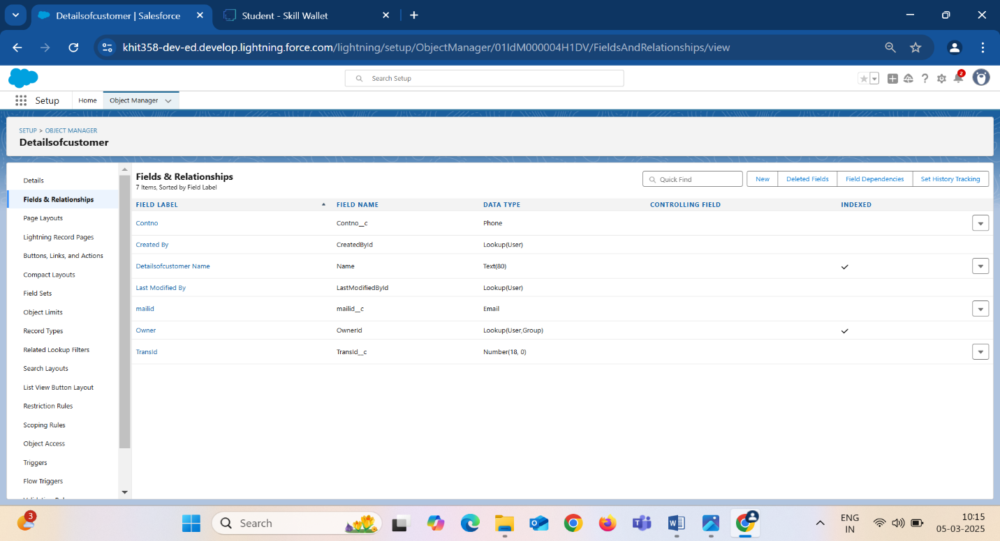 Detailsofcustomer | Salesforce
Student - Skill Wallet
khit358-dev-ed.develop.lightning.force.com/lightning/setup/ObjectManager/01IdM000004H1DV/FieldsAndRelationships/view
Search Setup
2
Setup
Home
Object Manager
SETUP > OBJECT MANAGER
Detailsofcustomer
Details
Fields & Relationships
Page Layouts
Lightning Record Pages
Buttons, Links, and Actions
Compact Layouts
Field Sets
Object Limits
Record Types
Related Lookup Filters
Search Layouts
List View Button Layout
Restriction Rules
Scoping Rules
Object Access
Triggers
Flow Triggers
Fields & Relationships
7 Items, Sorted by Field Label
Quick Find
New
Deleted Fields
Field Dependencies
Set History Tracking
FIELD LABEL FIELD NAME DATA TYPE CONTROLLING FIELD INDEXED
Contno Contno__c Phone
Created By CreatedById Lookup(User)
Detailsofcustomer Name Name Text(80)
Last Modified By LastModifiedById Lookup(User)
mailid mailid__c Email
Owner OwnerId Lookup(User,Group)
TransId TransId__c Number(18, 0)
3
Search
ENG
IN
10:15
05-03-2025